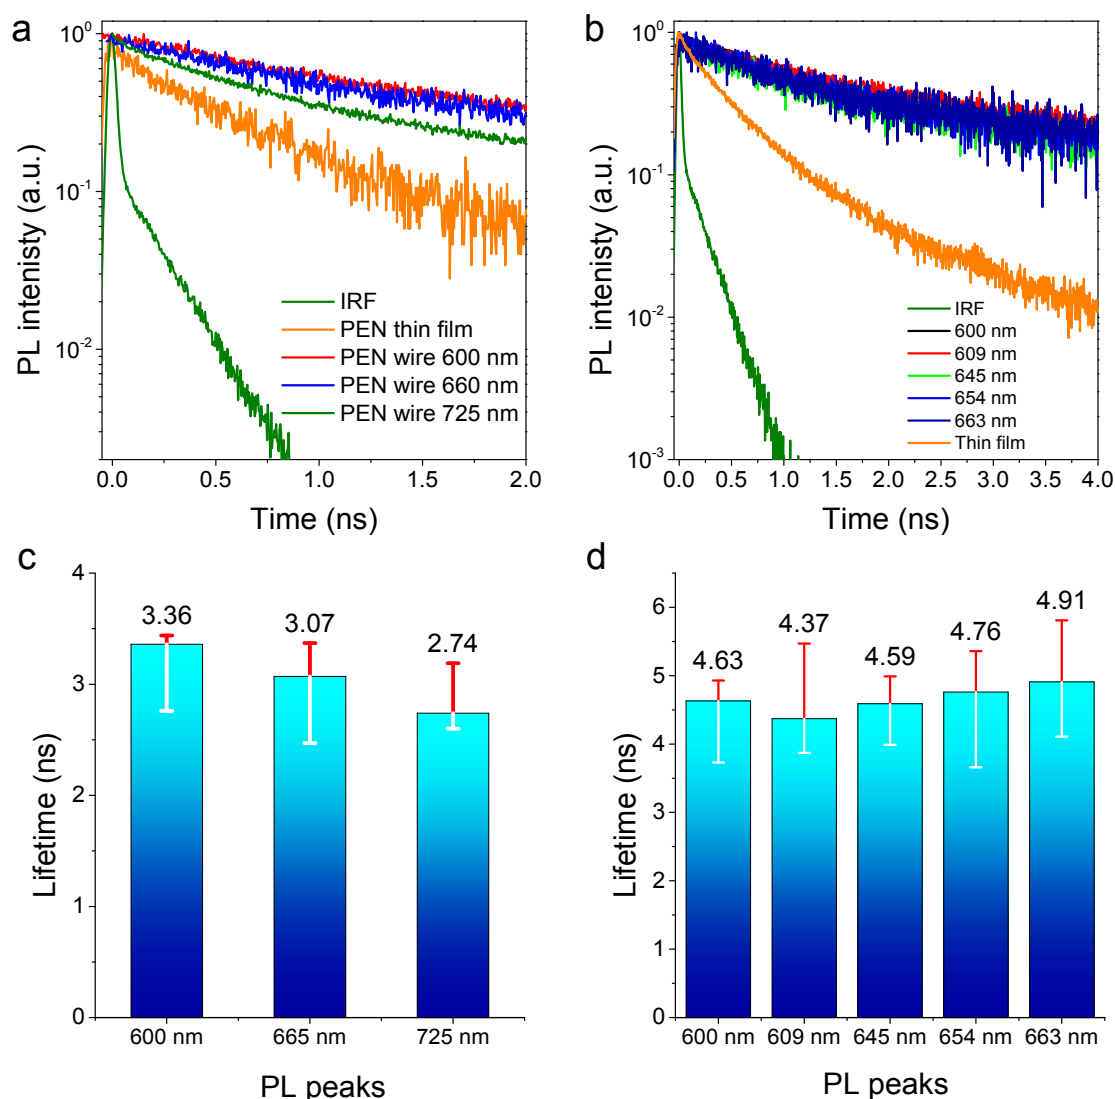 a
10⁰
10⁻¹
10⁻²
PL intenisty (a.u.)
IRF
PEN thin film
PEN wire 600 nm
PEN wire 660 nm
PEN wire 725 nm
0.0 0.5 1.0 1.5 2.0
Time (ns)
b
10⁰
10⁻¹
10⁻²
10⁻³
PL intenisty (a.u.)
IRF
600 nm
609 nm
645 nm
654 nm
663 nm
Thin film
0.0 0.5 1.0 1.5 2.0 2.5 3.0 3.5 4.0
Time (ns)
c
4
3
2
1
0
Lifetime (ns)
3.36 3.07 2.74
600 nm 665 nm 725 nm
PL peaks
d
6
5
4
3
2
1
0
Lifetime (ns)
4.63 4.37 4.59 4.76 4.91
600 nm 609 nm 645 nm 654 nm 663 nm
PL peaks